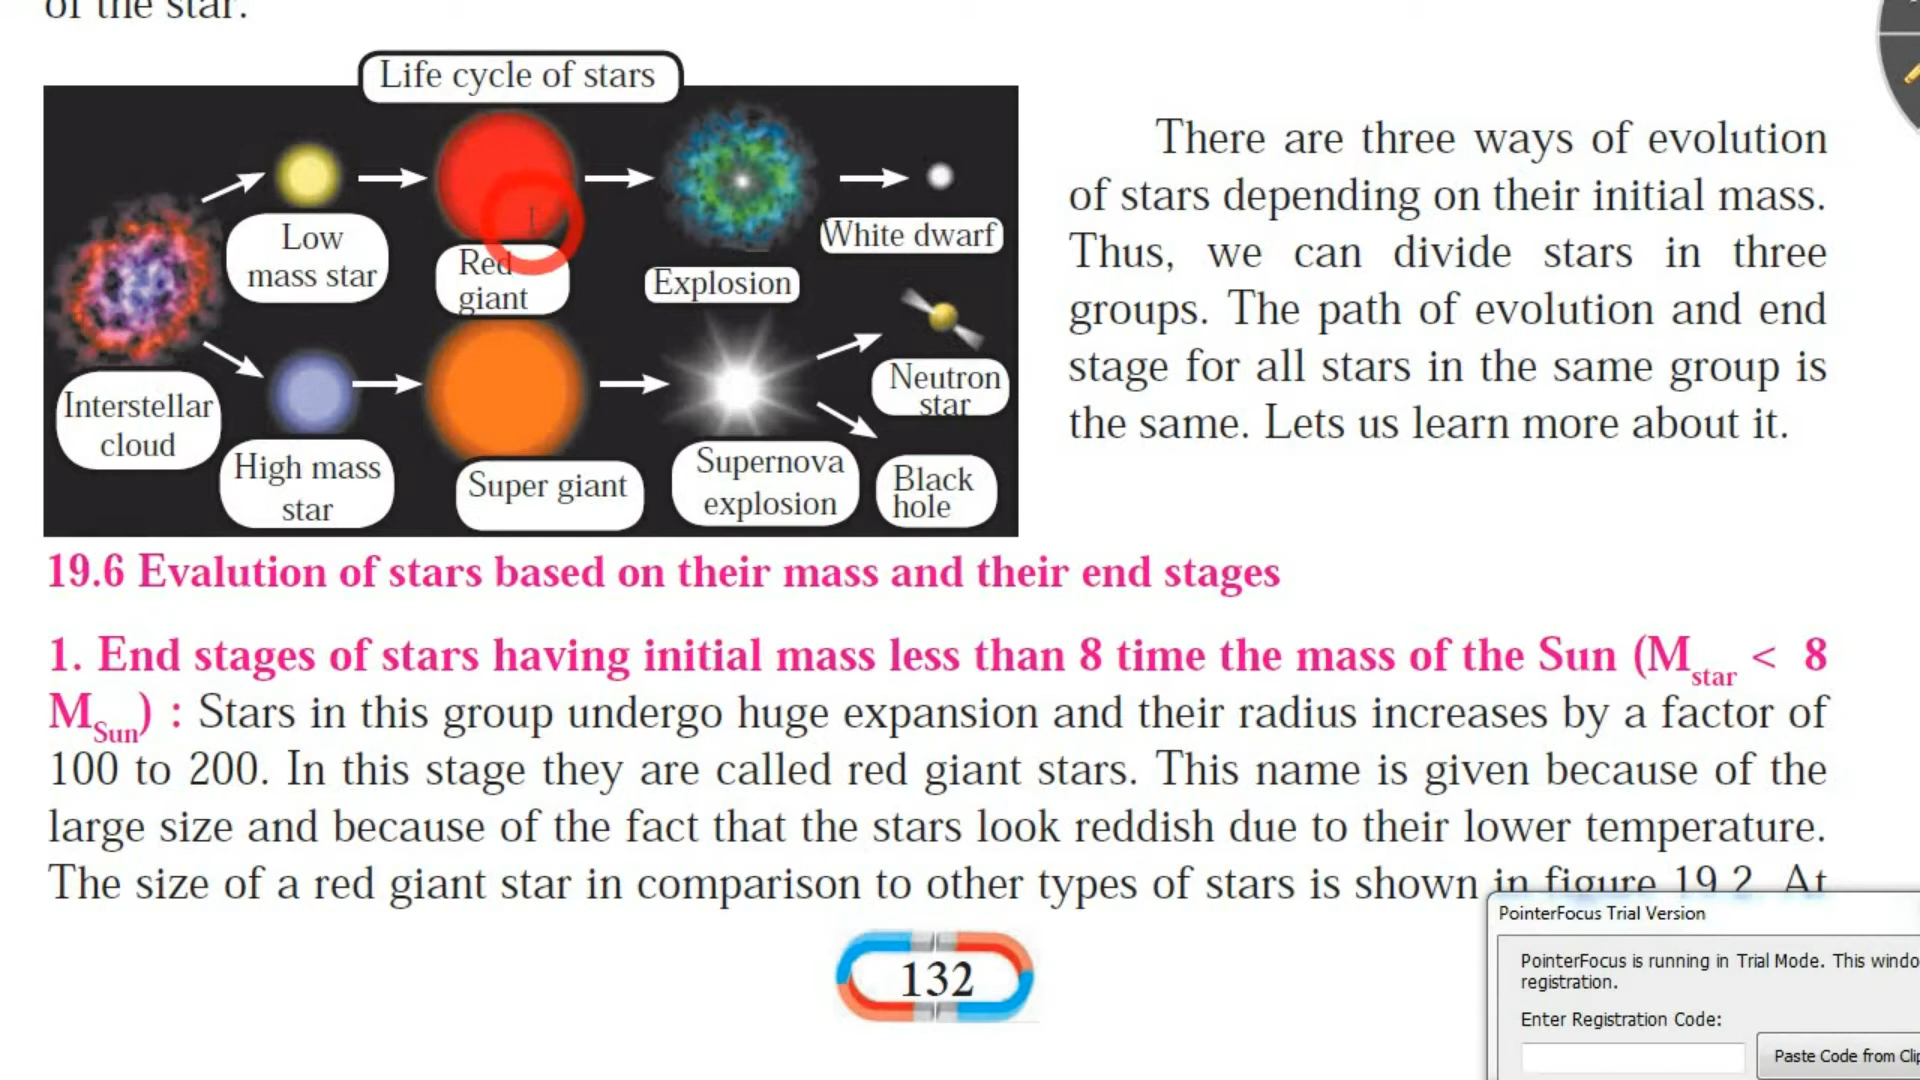 of the star.
Life cycle of stars
Low
mass star
Red
giant
Explosion
White dwarf
Interstellar
cloud
High mass
star
Super giant
Supernova
explosion
Neutron
star
Black
hole
There are three ways of evolution
of stars depending on their initial mass.
Thus, we can divide stars in three
groups. The path of evolution and end
stage for all stars in the same group is
the same. Lets us learn more about it.
19.6 Evalution of stars based on their mass and their end stages
1. End stages of stars having initial mass less than 8 time the mass of the Sun (Mstar < 8
MSun) : Stars in this group undergo huge expansion and their radius increases by a factor of
100 to 200. In this stage they are called red giant stars. This name is given because of the
large size and because of the fact that the stars look reddish due to their lower temperature.
The size of a red giant star in comparison to other types of stars is shown in figure 19.2. At
132
PointerFocus Trial Version
PointerFocus is running in Trial Mode. This
registration.
Enter Registration Code:
Paste Code from